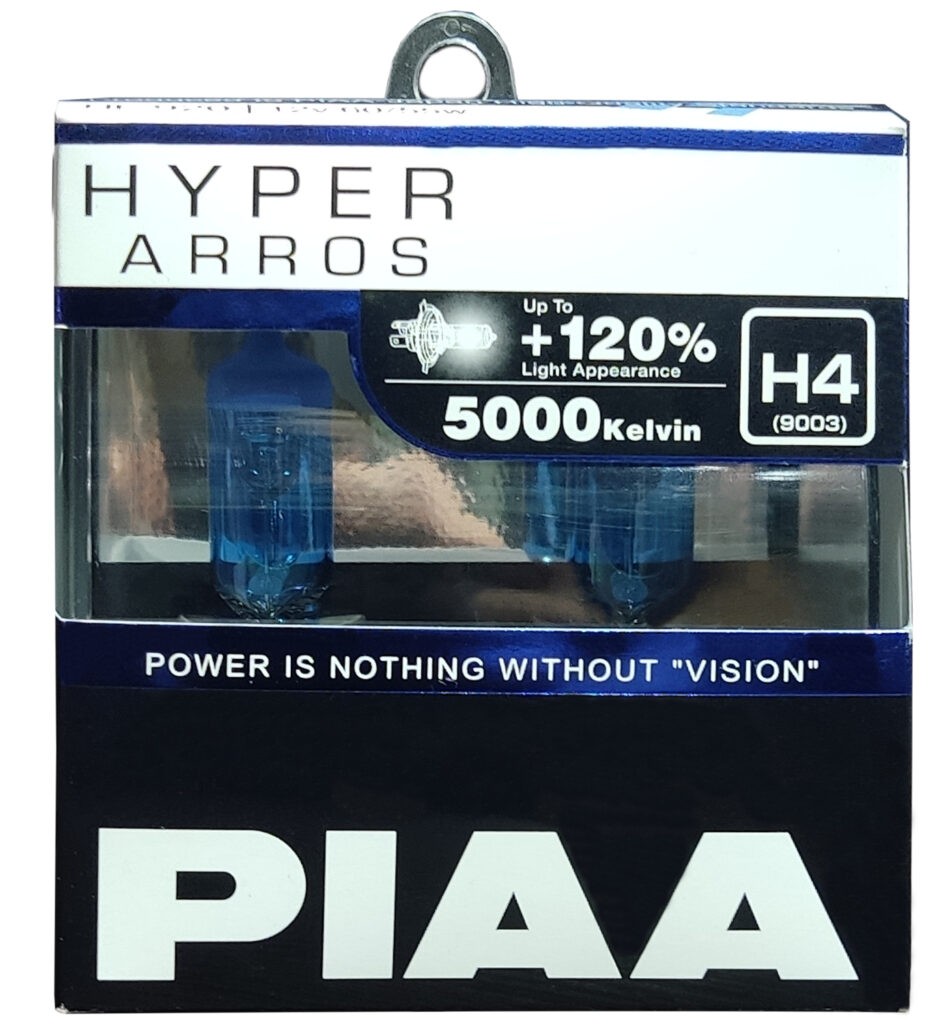 HYPER
ARROS
Up To
+120%
Light Appearance
5000Kelvin
H4
(9003)
POWER IS NOTHING WITHOUT "VISION"
PIAA